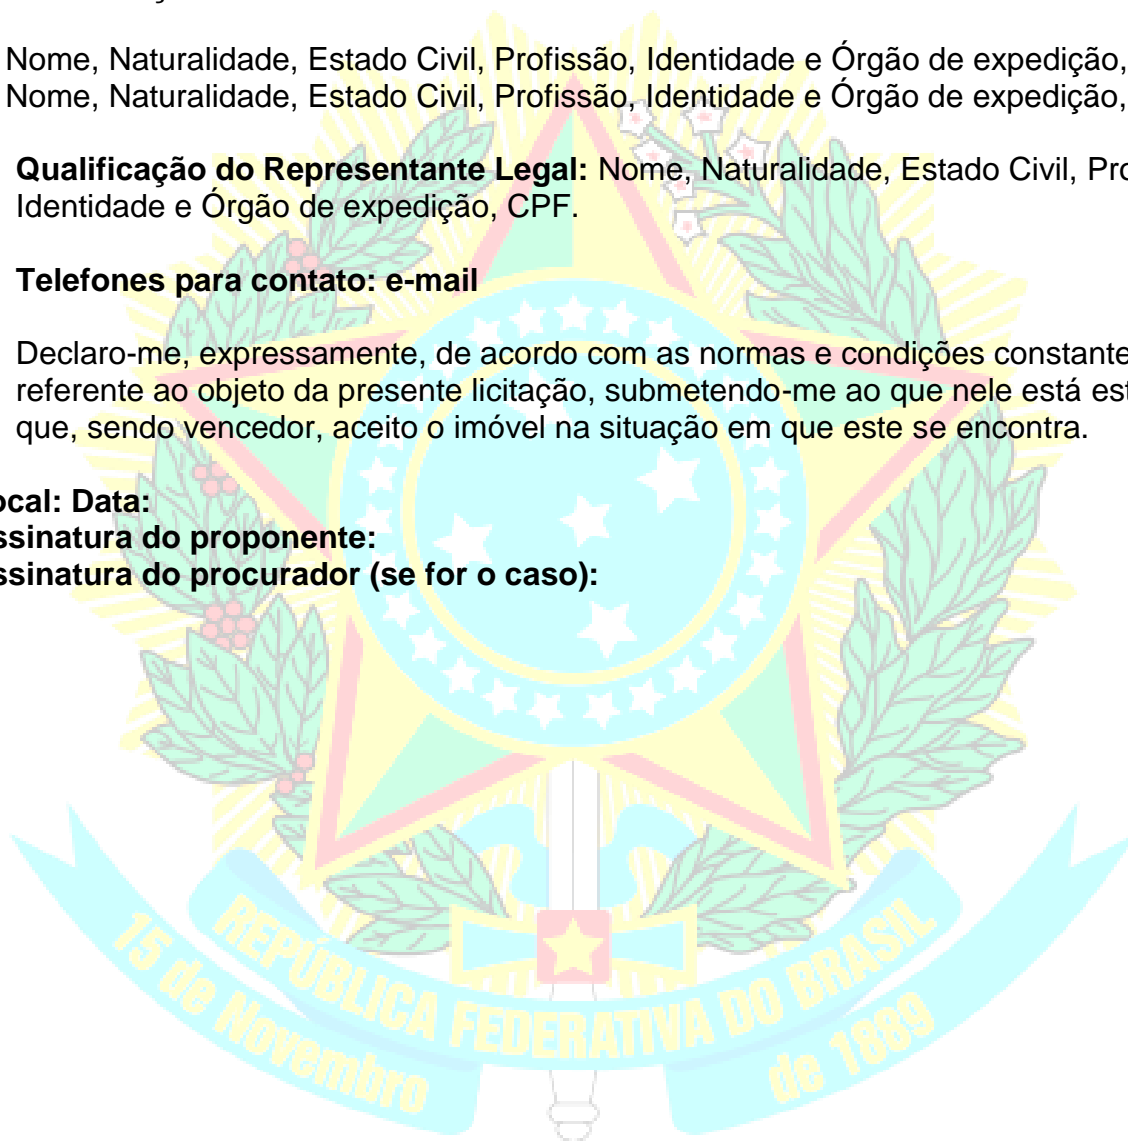 Nome, Naturalidade, Estado Civil, Profissão, Identidade e Órgão de expedição,
Nome, Naturalidade, Estado Civil, Profissão, Identidade e Órgão de expedição,
Qualificação do Representante Legal: Nome, Naturalidade, Estado Civil, Pro
Identidade e Órgão de expedição, CPF.
Telefones para contato: e-mail
Declaro-me, expressamente, de acordo com as normas e condições constante
referente ao objeto da presente licitação, submetendo-me ao que nele está est
que, sendo vencedor, aceito o imóvel na situação em que este se encontra.
ocal: Data:
ssinatura do proponente:
ssinatura do procurador (se for o caso):
REPÚBLICA FEDERATIVA DO BRASIL
15 de Novembro de 1889